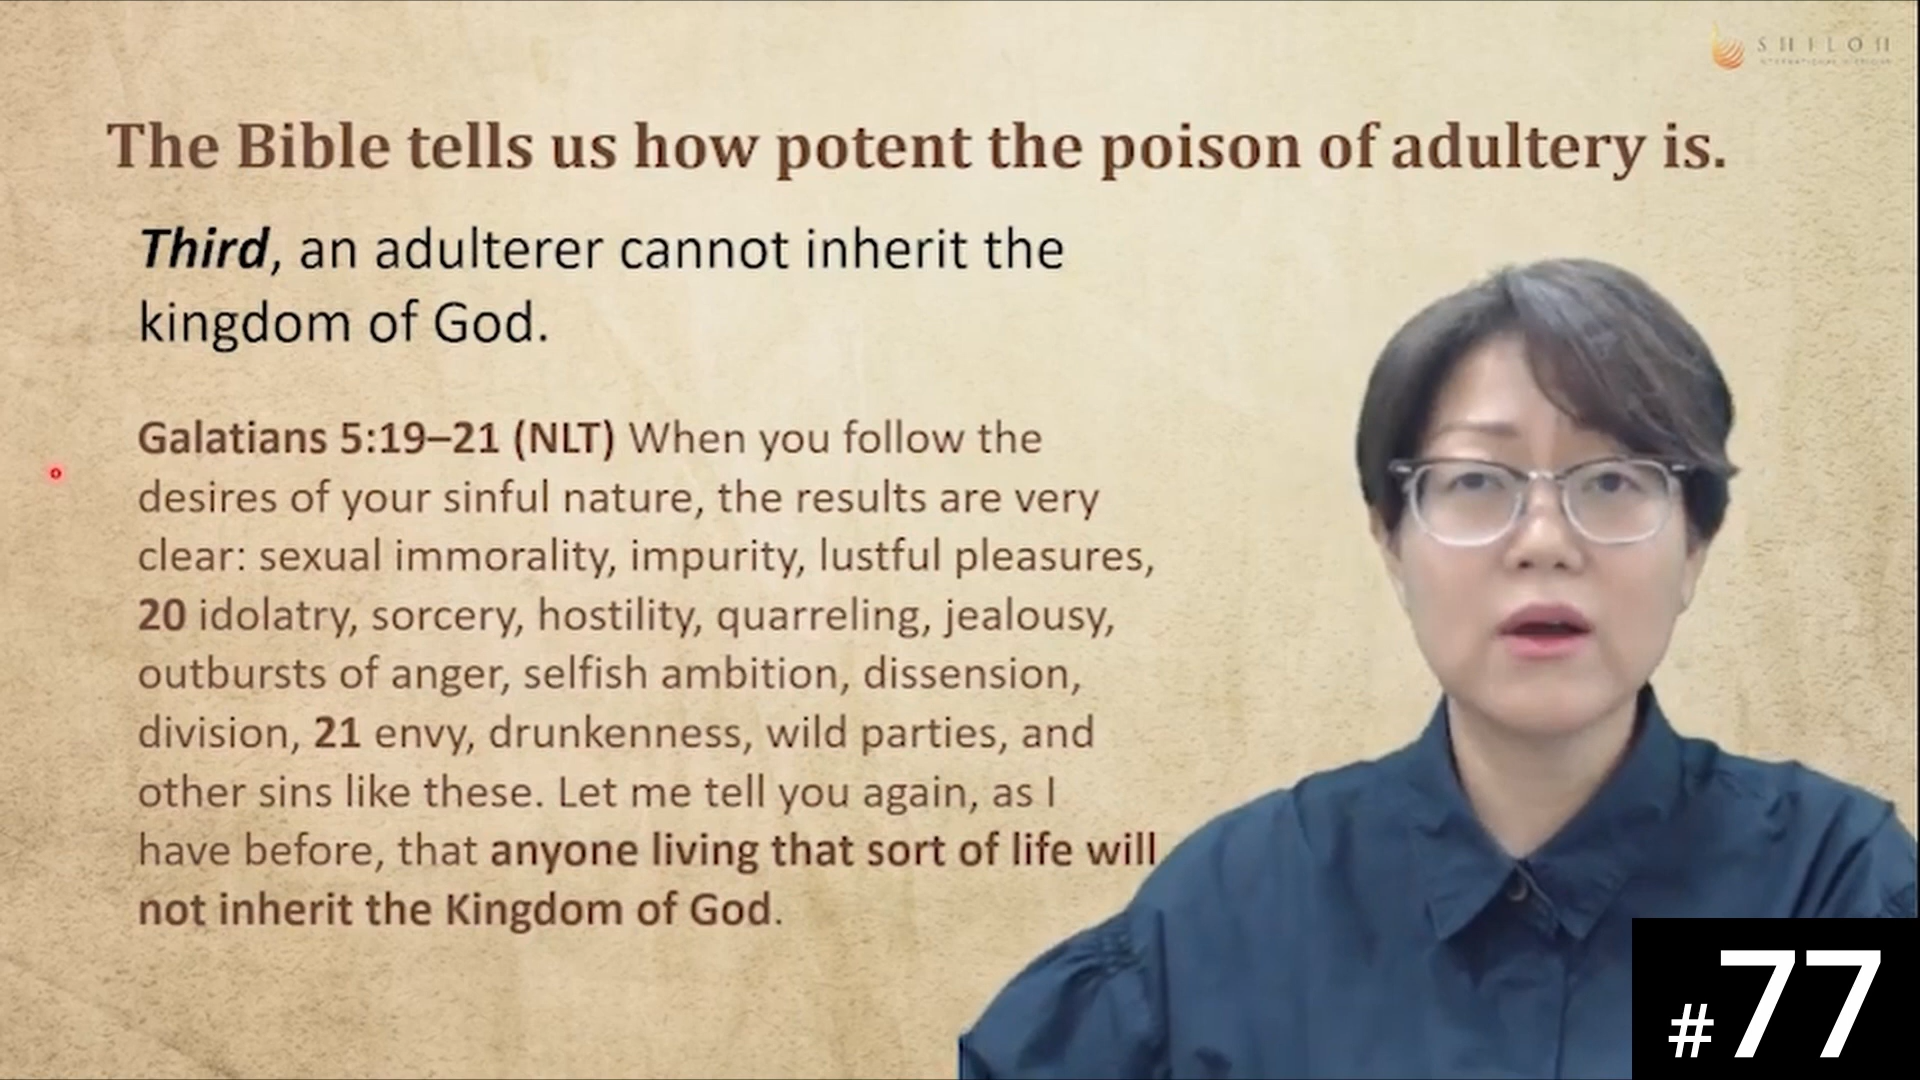 SHILOH
The Bible tells us how potent the poison of adultery is.
Third, an adulterer cannot inherit the
kingdom of God.
Galatians 5:19–21 (NLT) When you follow the
desires of your sinful nature, the results are very
clear: sexual immorality, impurity, lustful pleasures,
20 idolatry, sorcery, hostility, quarreling, jealousy,
outbursts of anger, selfish ambition, dissension,
division, 21 envy, drunkenness, wild parties, and
other sins like these. Let me tell you again, as I
have before, that anyone living that sort of life will
not inherit the Kingdom of God.
#77